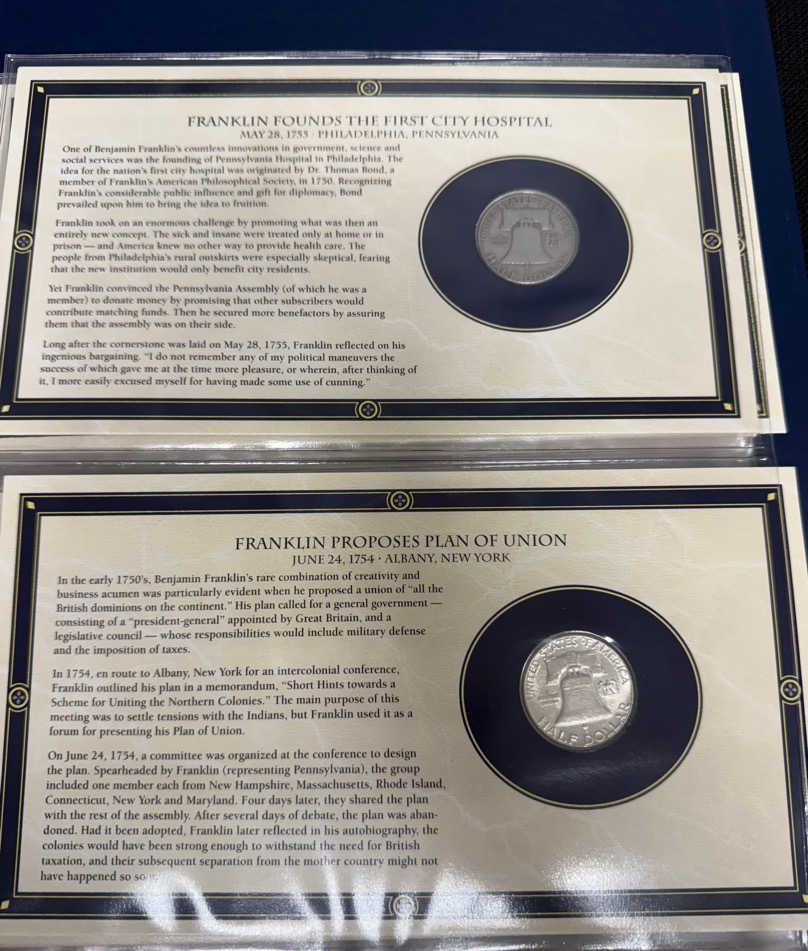 FRANKLIN FOUNDS THE FIRST CITY HOSPITAL
MAY 28, 1755 · PHILADELPHIA, PENNSYLVANIA
One of Benjamin Franklin's countless innovations in government, science and
social services was the founding of Pennsylvania Hospital in Philadelphia. The
idea for the nation's first city hospital was originated by Dr. Thomas Bond, a
member of Franklin's American Philosophical Society, in 1750. Recognizing
Franklin's considerable public influence and gift for diplomacy, Bond
prevailed upon him to bring the idea to fruition.
Franklin took on an enormous challenge by promoting what was then an
entirely new concept. The sick and insane were treated only at home or in
prison — and America knew no other way to provide health care. The
people from Philadelphia's rural outskirts were especially skeptical, fearing
that the new institution would only benefit city residents.
Yet Franklin convinced the Pennsylvania Assembly (of which he was a
member) to donate money by promising that other subscribers would
contribute matching funds. Then he secured more benefactors by assuring
them that the assembly was on their side.
Long after the cornerstone was laid on May 28, 1755, Franklin reflected on his
ingenious bargaining. "I do not remember any of my political maneuvers the
success of which gave me at the time more pleasure, or wherein, after thinking of
it, I more easily excused myself for having made some use of cunning."
UNITED STATES OF AMERICA
HALF DOLLAR
FRANKLIN PROPOSES PLAN OF UNION
JUNE 24, 1754 · ALBANY, NEW YORK
In the early 1750's, Benjamin Franklin's rare combination of creativity and
business acumen was particularly evident when he proposed a union of "all the
British dominions on the continent." His plan called for a general government —
consisting of a "president-general" appointed by Great Britain, and a
legislative council — whose responsibilities would include military defense
and the imposition of taxes.
In 1754, en route to Albany, New York for an intercolonial conference,
Franklin outlined his plan in a memorandum, "Short Hints towards a
Scheme for Uniting the Northern Colonies." The main purpose of this
meeting was to settle tensions with the Indians, but Franklin used it as a
forum for presenting his Plan of Union.
On June 24, 1754, a committee was organized at the conference to design
the plan. Spearheaded by Franklin (representing Pennsylvania), the group
included one member each from New Hampshire, Massachusetts, Rhode Island,
Connecticut, New York and Maryland. Four days later, they shared the plan
with the rest of the assembly. After several days of debate, the plan was aban-
doned. Had it been adopted, Franklin later reflected in his autobiography, the
colonies would have been strong enough to withstand the need for British
taxation, and their subsequent separation from the mother country might not
have happened so soon.
UNITED STATES OF AMERICA
HALF DOLLAR